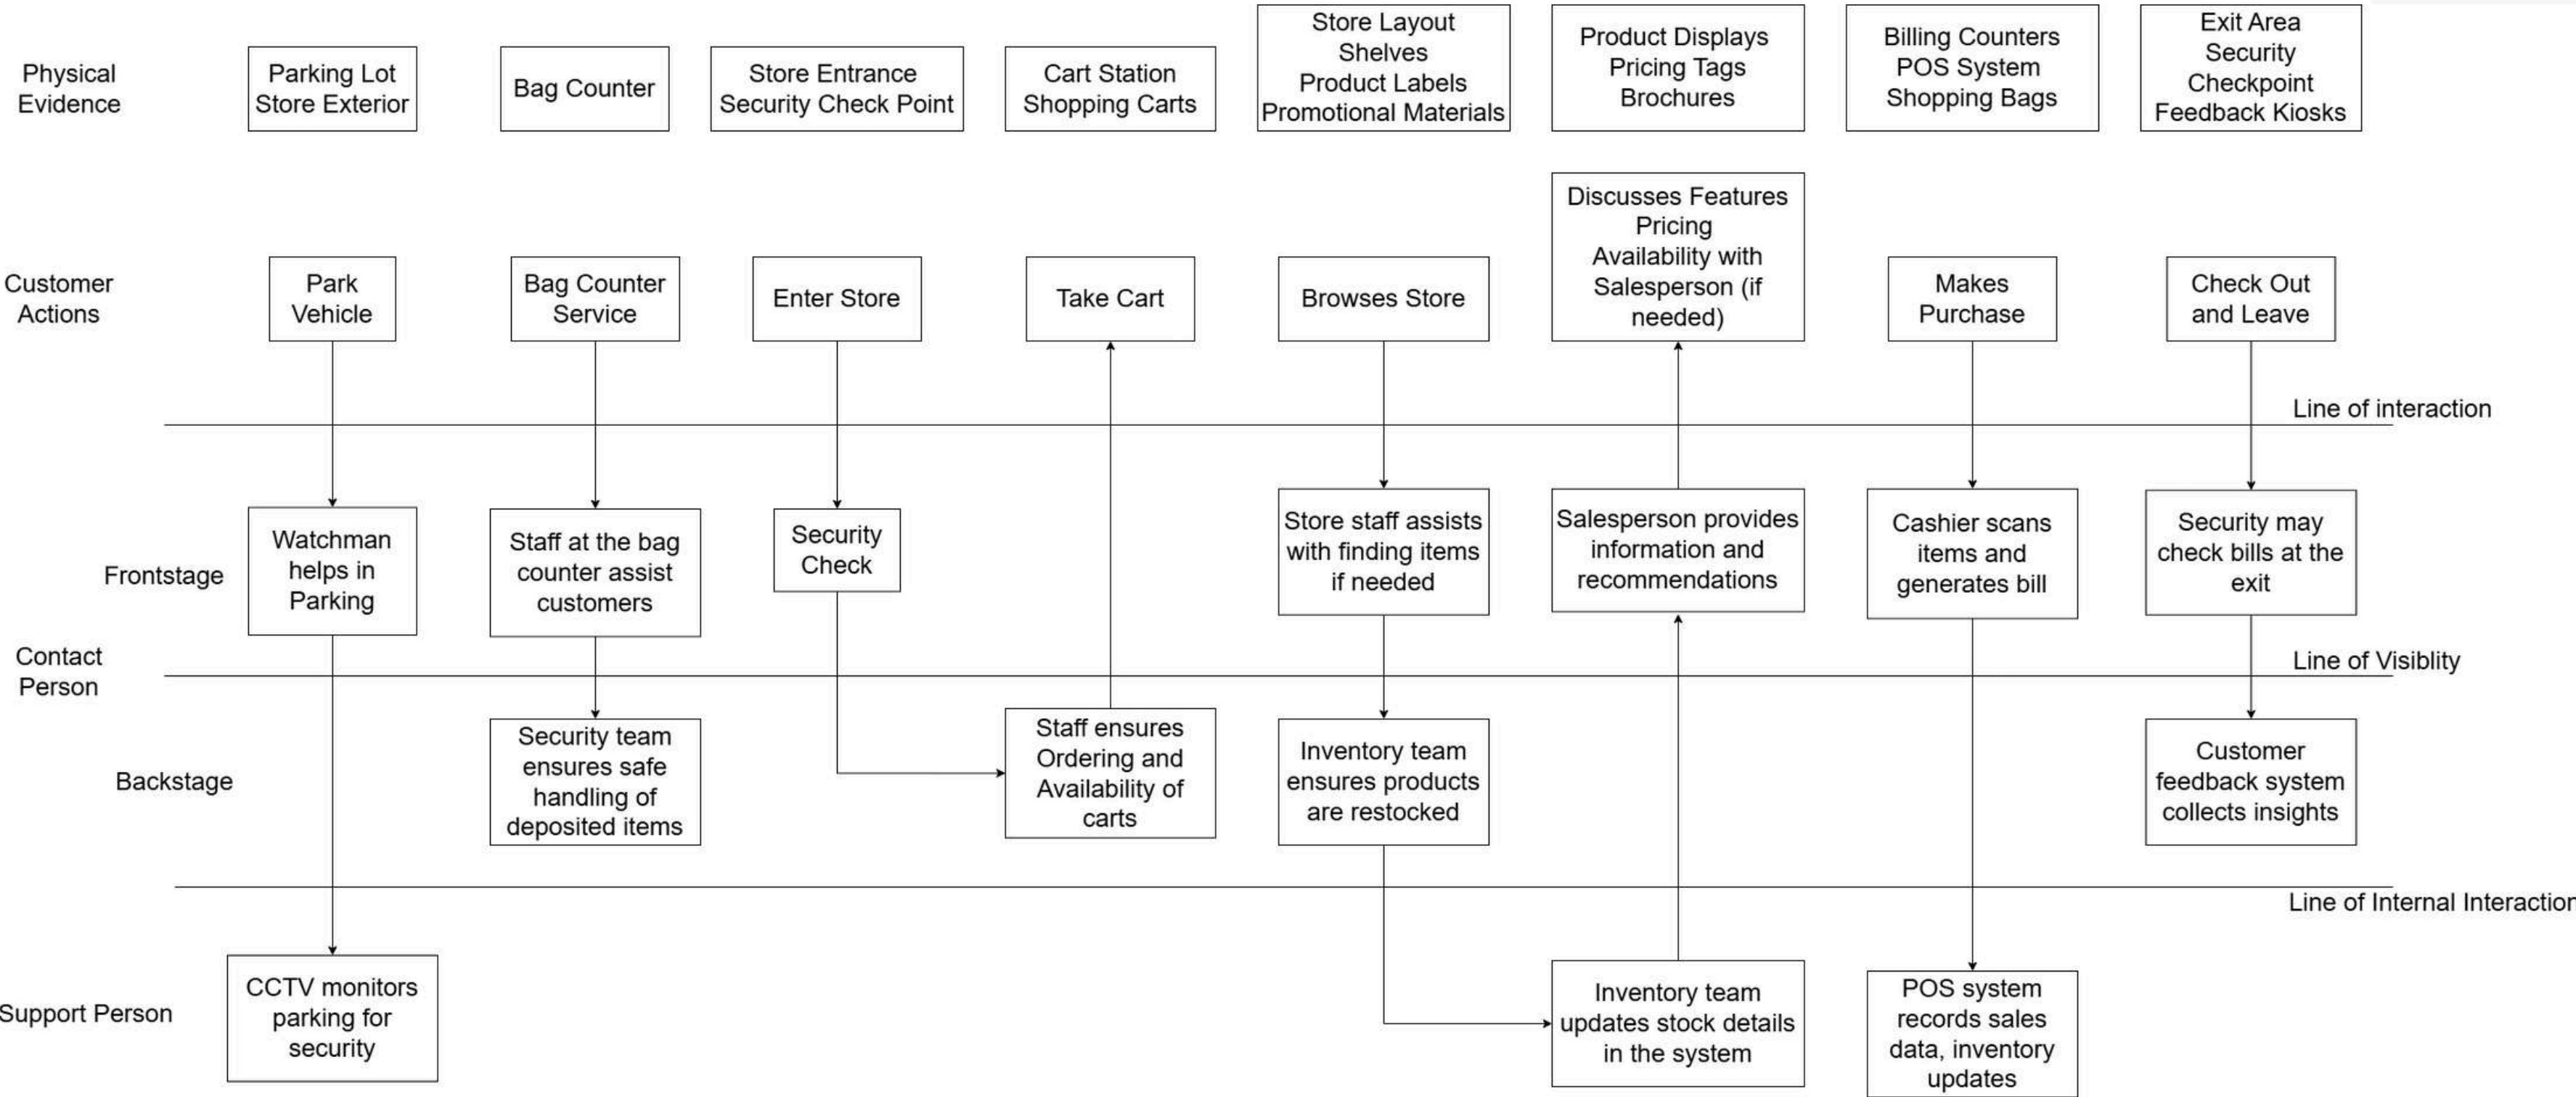 Physical
Evidence
Parking Lot
Store Exterior
Bag Counter
Store Entrance
Security Check Point
Cart Station
Shopping Carts
Store Layout
Shelves
Product Labels
Promotional Materials
Product Displays
Pricing Tags
Brochures
Billing Counters
POS System
Shopping Bags
Exit Area
Security
Checkpoint
Feedback Kiosks
Customer
Actions
Park
Vehicle
Bag Counter
Service
Enter Store
Take Cart
Browses Store
Discusses Features
Pricing
Availability with
Salesperson (if
needed)
Makes
Purchase
Check Out
and Leave
Line of interaction
Frontstage
Watchman
helps in
Parking
Staff at the bag
counter assist
customers
Security
Check
Store staff assists
with finding items
if needed
Salesperson provides
information and
recommendations
Cashier scans
items and
generates bill
Security may
check bills at the
exit
Contact
Person
Line of Visiblity
Backstage
Security team
ensures safe
handling of
deposited items
Staff ensures
Ordering and
Availability of
carts
Inventory team
ensures products
are restocked
Customer
feedback system
collects insights
Line of Internal Interaction
Support Person
CCTV monitors
parking for
security
Inventory team
updates stock details
in the system
POS system
records sales
data, inventory
updates